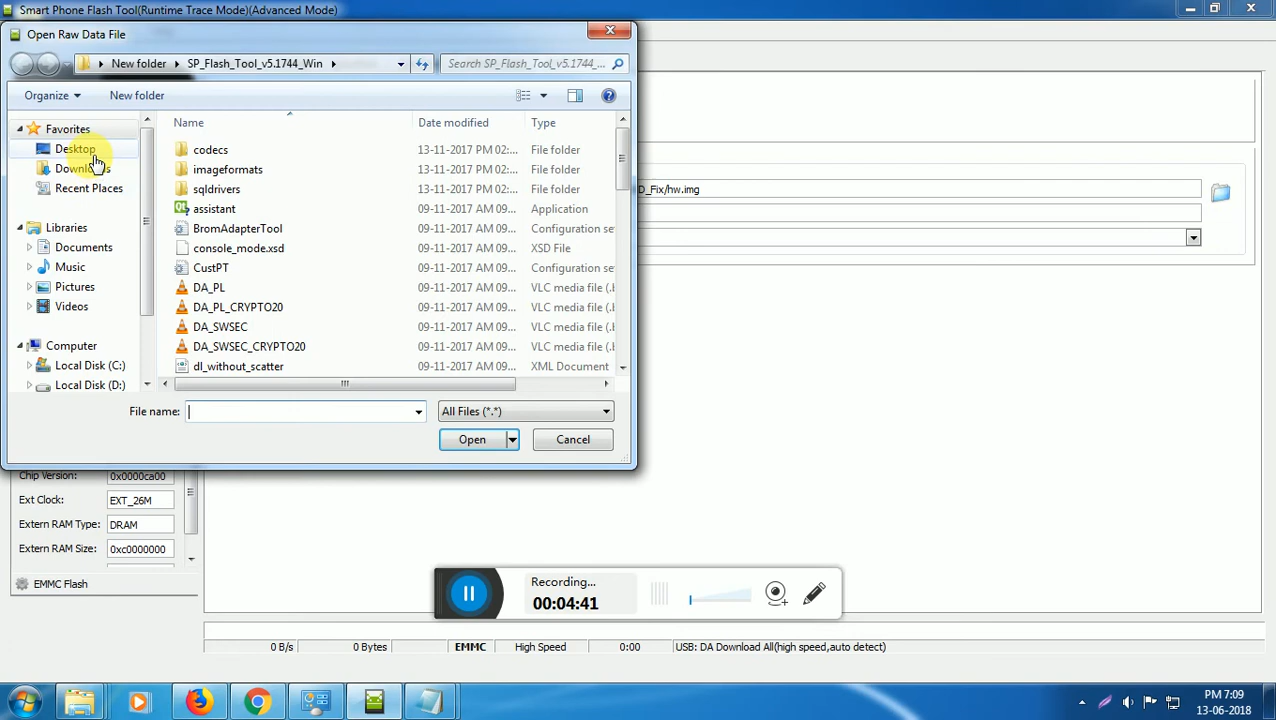 Smart Phone Flash Tool(Runtime Trace Mode)(Advanced Mode)
Open Raw Data File
New folder
SP_Flash_Tool_v5.1744_Win
Search SP_Flash_Tool_v5.1744_...
Organize
New folder
Name
Date modified
Type
Favorites
Desktop
Recent Places
Libraries
Documents
Music
Pictures
Videos
Computer
Local Disk (C:)
Local Disk (D:)
codecs 13-11-2017 PM 02:... File folder
imageformats 13-11-2017 PM 02:... File folder
sqldrivers 13-11-2017 PM 02:... File folder
assistant 09-11-2017 AM 09... Application
BromAdapterTool 09-11-2017 AM 09... Configuration se
console_mode.xsd 09-11-2017 AM 09... XSD File
CustPT 09-11-2017 AM 09... Configuration se
DA_PL 09-11-2017 AM 09... VLC media file (.b
DA_PL_CRYPTO20 09-11-2017 AM 09... VLC media file (.b
DA_SWSEC 09-11-2017 AM 09... VLC media file (.b
DA_SWSEC_CRYPTO20 09-11-2017 AM 09... VLC media file (.b
dl_without_scatter 09-11-2017 AM 09... XML Document
File name:
All Files (*.*)
Open
Cancel
D_Fix/hw.img
Chip Version: 0x0000ca00
Ext Clock: EXT_26M
Extern RAM Type: DRAM
Extern RAM Size: 0xc0000000
EMMC Flash
Recording...
00:04:41
0 B/s
0 Bytes
EMMC
High Speed
0:00
USB: DA Download All(high speed,auto detect)
PM 7:09
13-06-2018